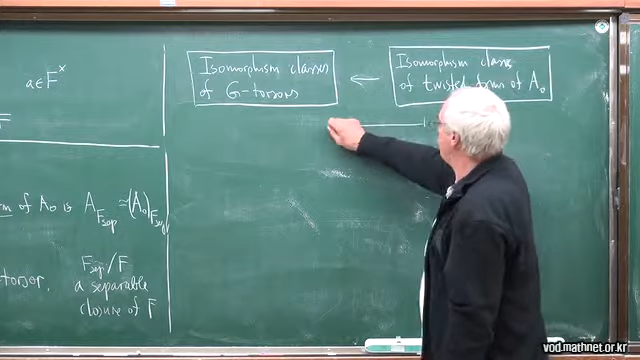 a ∈ F^×
of A₀ is A_{F_sep} ≈ (A₀)_{F_sep}
torsor.
F_sep / F
a separable
closure of F
Isomorphism classes
of G-torsors
←
Isomorphism classes
of twisted form of A₀
vod.mathnet.or.kr